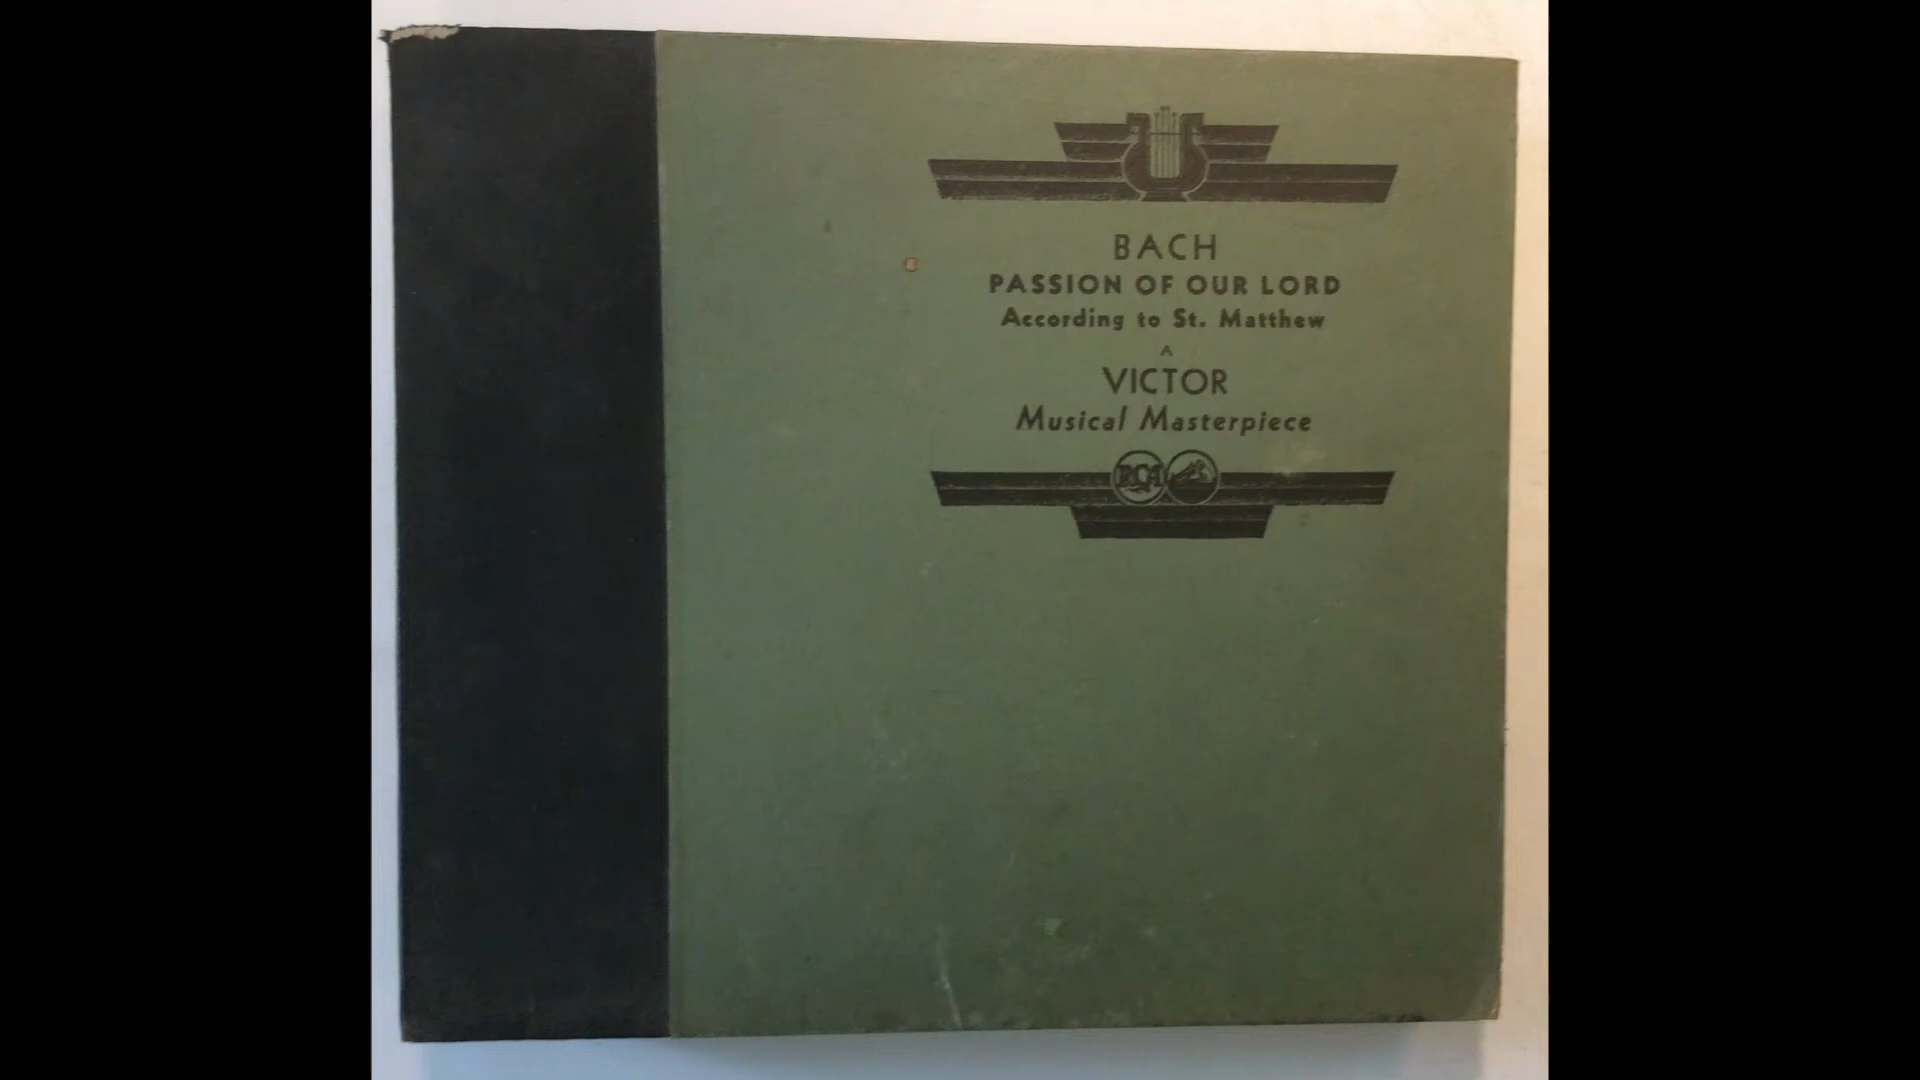 BACH
PASSION OF OUR LORD
According to St. Matthew
A
VICTOR
Musical Masterpiece
RCA